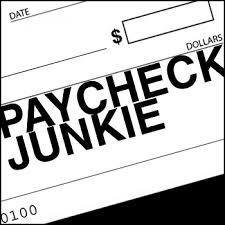 DATE
$
DOLLARS
PAYCHECK
JUNKIE
0100